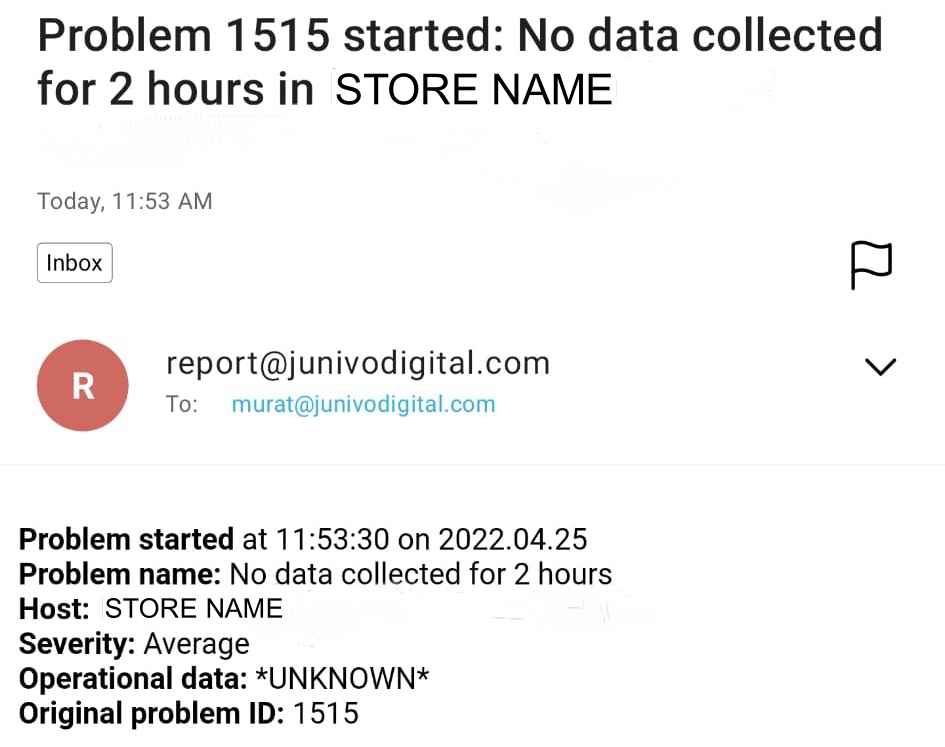 Problem 1515 started: No data collected
for 2 hours in STORE NAME
Today, 11:53 AM
Inbox
R
report@junivodigital.com
To: murat@junivodigital.com
Problem started at 11:53:30 on 2022.04.25
Problem name: No data collected for 2 hours
Host: STORE NAME
Severity: Average
Operational data: *UNKNOWN*
Original problem ID: 1515